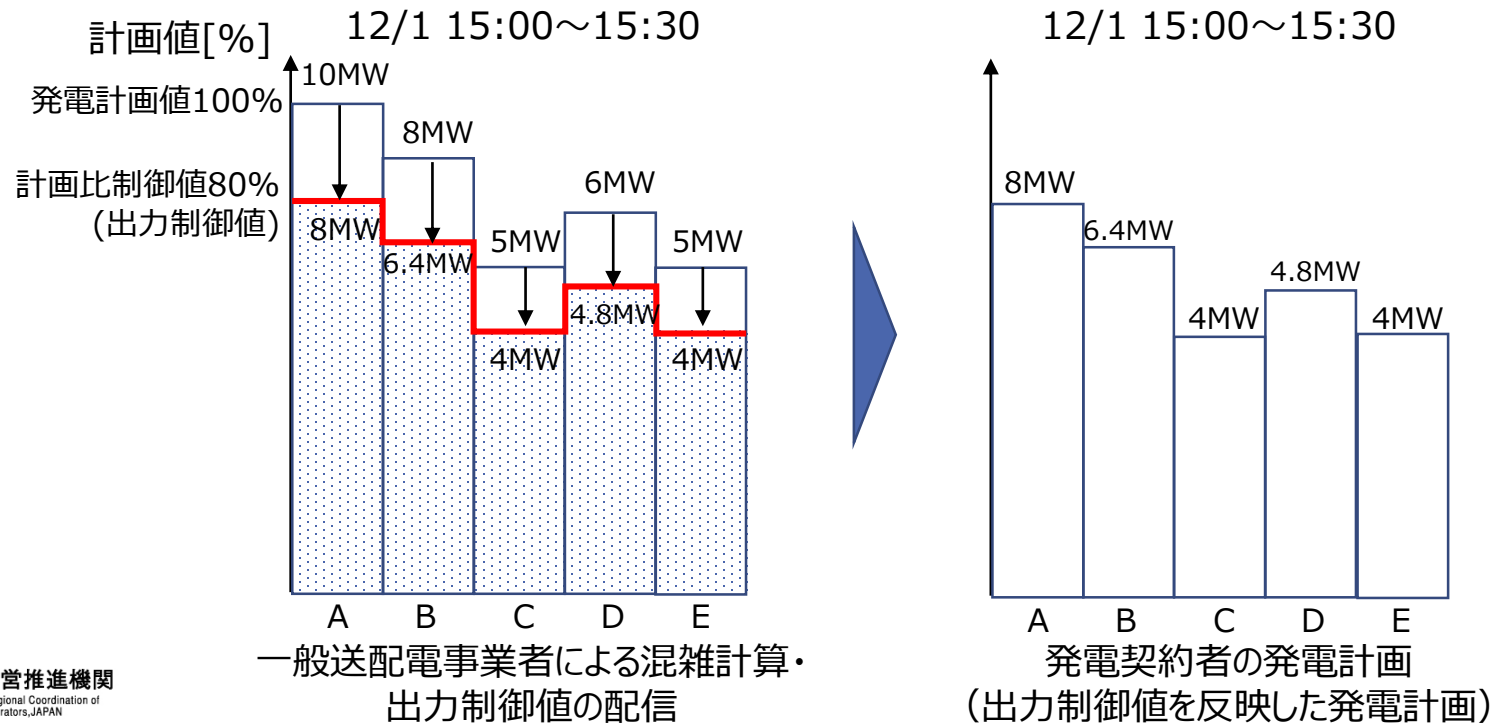 12/1 15:00～15:30
計画値[%]
10MW
発電計画値100%
8MW
計画比制御値80%
(出力制御値)
6MW
8MW
5MW
5MW
6.4MW
4.8MW
4MW
4MW
A B C D E
一般送配電事業者による混雑計算・
出力制御値の配信
12/1 15:00～15:30
8MW
6.4MW
4.8MW
4MW
4MW
A B C D E
発電契約者の発電計画
（出力制御値を反映した発電計画）
営推進機関
gional Coordination of
rators,JAPAN